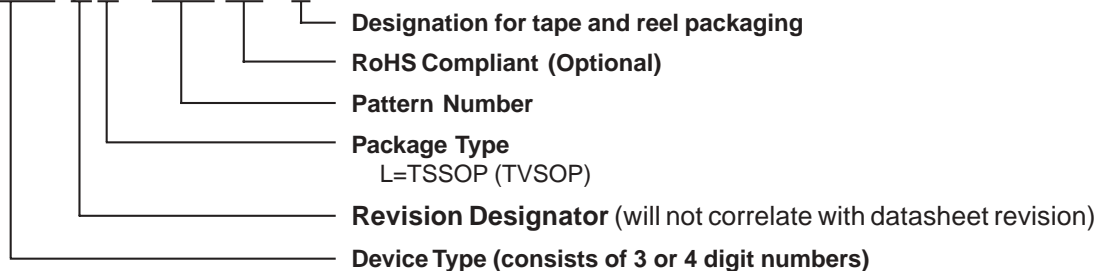 Designation for tape and reel packaging
RoHS Compliant (Optional)
Pattern Number
Package Type
L=TSSOP (TVSOP)
Revision Designator (will not correlate with datasheet revision)
Device Type (consists of 3 or 4 digit numbers)